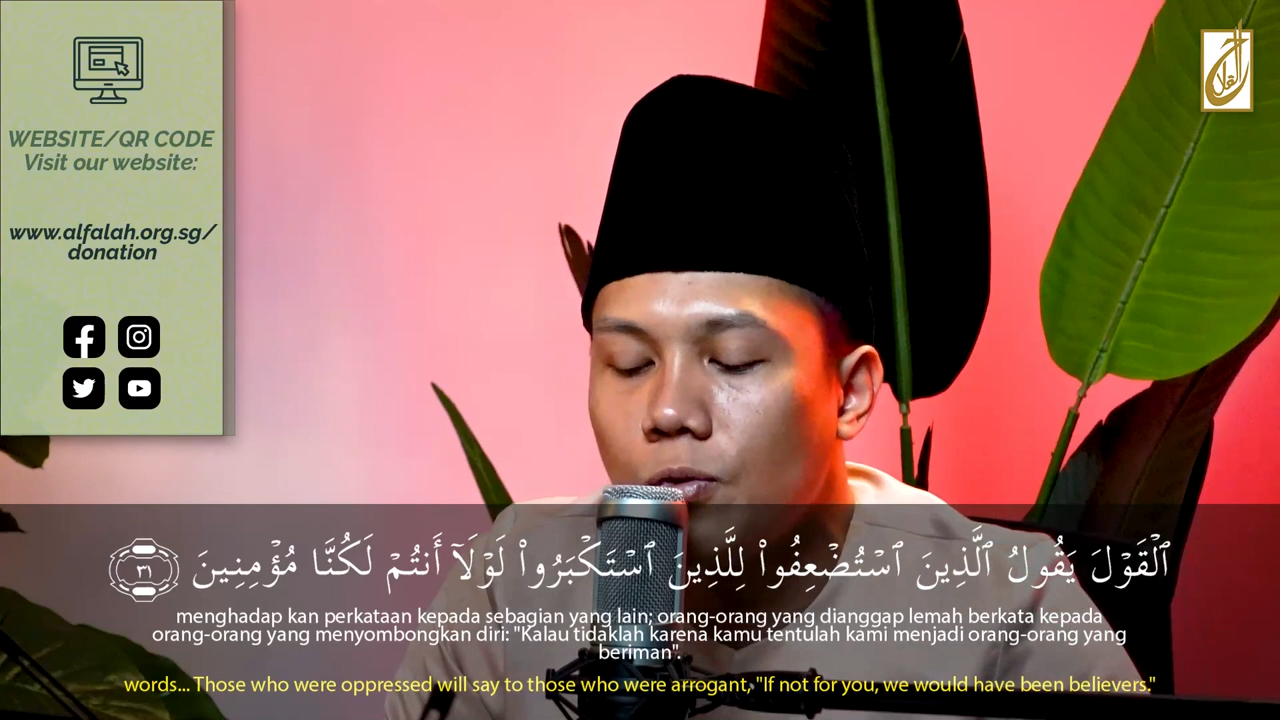 WEBSITE/QR CODE
Visit our website:
www.alfalah.org.sg/
donation
الفلاح
ٱلْقَوْلَ يَقُولُ ٱلَّذِينَ ٱسْتُضْعِفُوا۟ لِلَّذِينَ ٱسْتَكْبَرُوا۟ لَوْلَآ أَنتُمْ لَكُنَّا مُؤْمِنِينَ ٣١
menghadap kan perkataan kepada sebagian yang lain; orang-orang yang dianggap lemah berkata kepada
orang-orang yang menyombongkan diri: "Kalau tidaklah karena kamu tentulah kami menjadi orang-orang yang
beriman".
words... Those who were oppressed will say to those who were arrogant, "If not for you, we would have been believers."